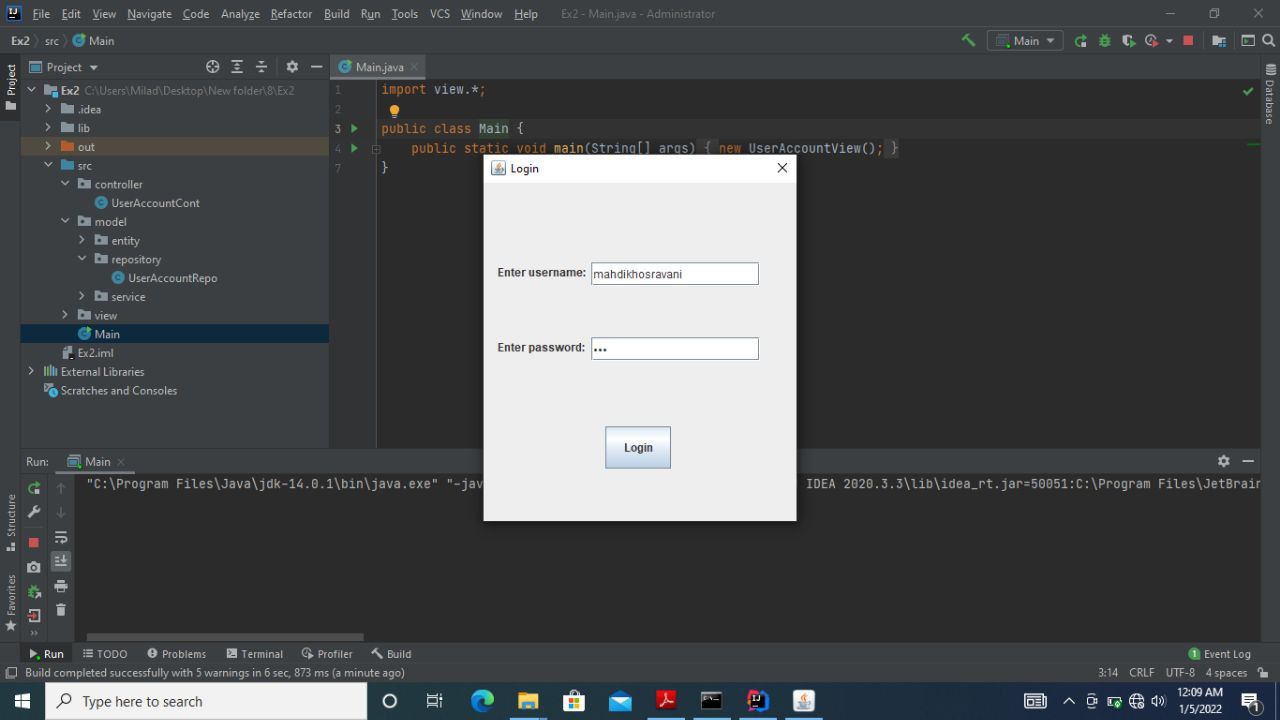 File Edit View Navigate Code Analyze Refactor Build Run Tools VCS Window Help Ex2 - Main.java - Administrator
Ex2 src Main
Main
Project
Main.java
Project
Database
Ex2 C:\Users\Milad\Desktop\New folder\8\Ex2
.idea
lib
out
src
controller
UserAccountCont
model
entity
repository
UserAccountRepo
service
view
Main
Ex2.iml
External Libraries
Scratches and Consoles
1 import view.*;
2
3 public class Main {
4 public static void main(String[] args) { new UserAccountView(); }
7 }
Login
Enter username: mahdikhosravani
Enter password: •••
Login
Run: Main
"C:\Program Files\Java\jdk-14.0.1\bin\java.exe" "-jav IDEA 2020.3.3\lib\idea_rt.jar=50051:C:\Program Files\JetBrain
Structure
Favorites
Run TODO Problems Terminal Profiler Build 1 Event Log
Build completed successfully with 5 warnings in 6 sec, 873 ms (a minute ago) 3:14 CRLF UTF-8 4 spaces
Type here to search
12:09 AM
1/5/2022
1